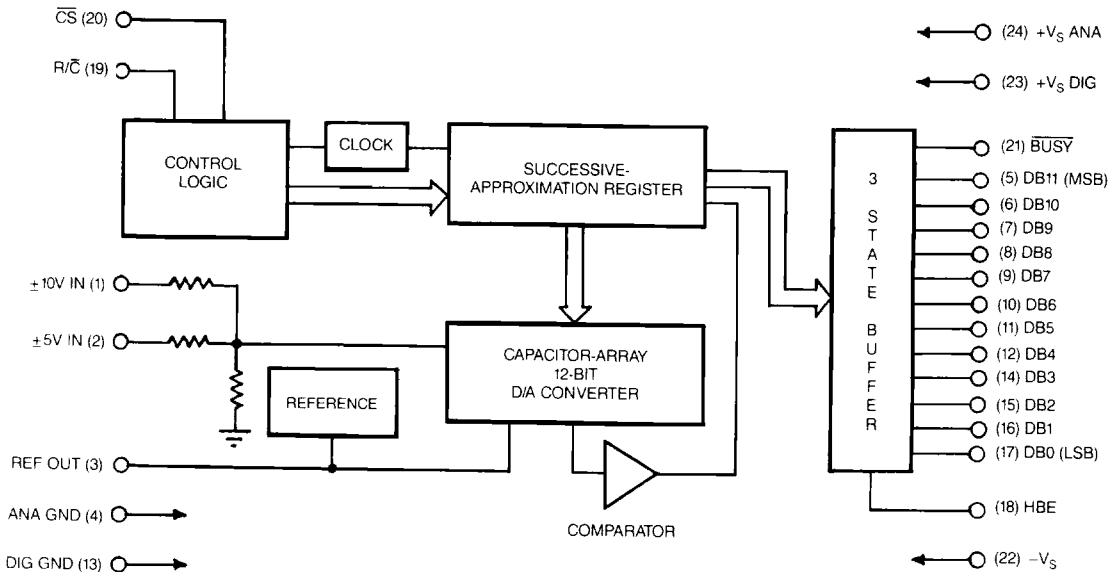 C̅S̅ (20)
R/C̅ (19)
CONTROL
LOGIC
CLOCK
SUCCESSIVE-
APPROXIMATION REGISTER
±10V IN (1)
±5V IN (2)
REFERENCE
CAPACITOR-ARRAY
12-BIT
D/A CONVERTER
REF OUT (3)
ANA GND (4)
DIG GND (13)
COMPARATOR
3 STATE BUFFER
(24) +VS ANA
(23) +VS DIG
(21) B̅U̅S̅Y̅
(5) DB11 (MSB)
(6) DB10
(7) DB9
(8) DB8
(9) DB7
(10) DB6
(11) DB5
(12) DB4
(14) DB3
(15) DB2
(16) DB1
(17) DB0 (LSB)
(18) HBE
(22) −VS